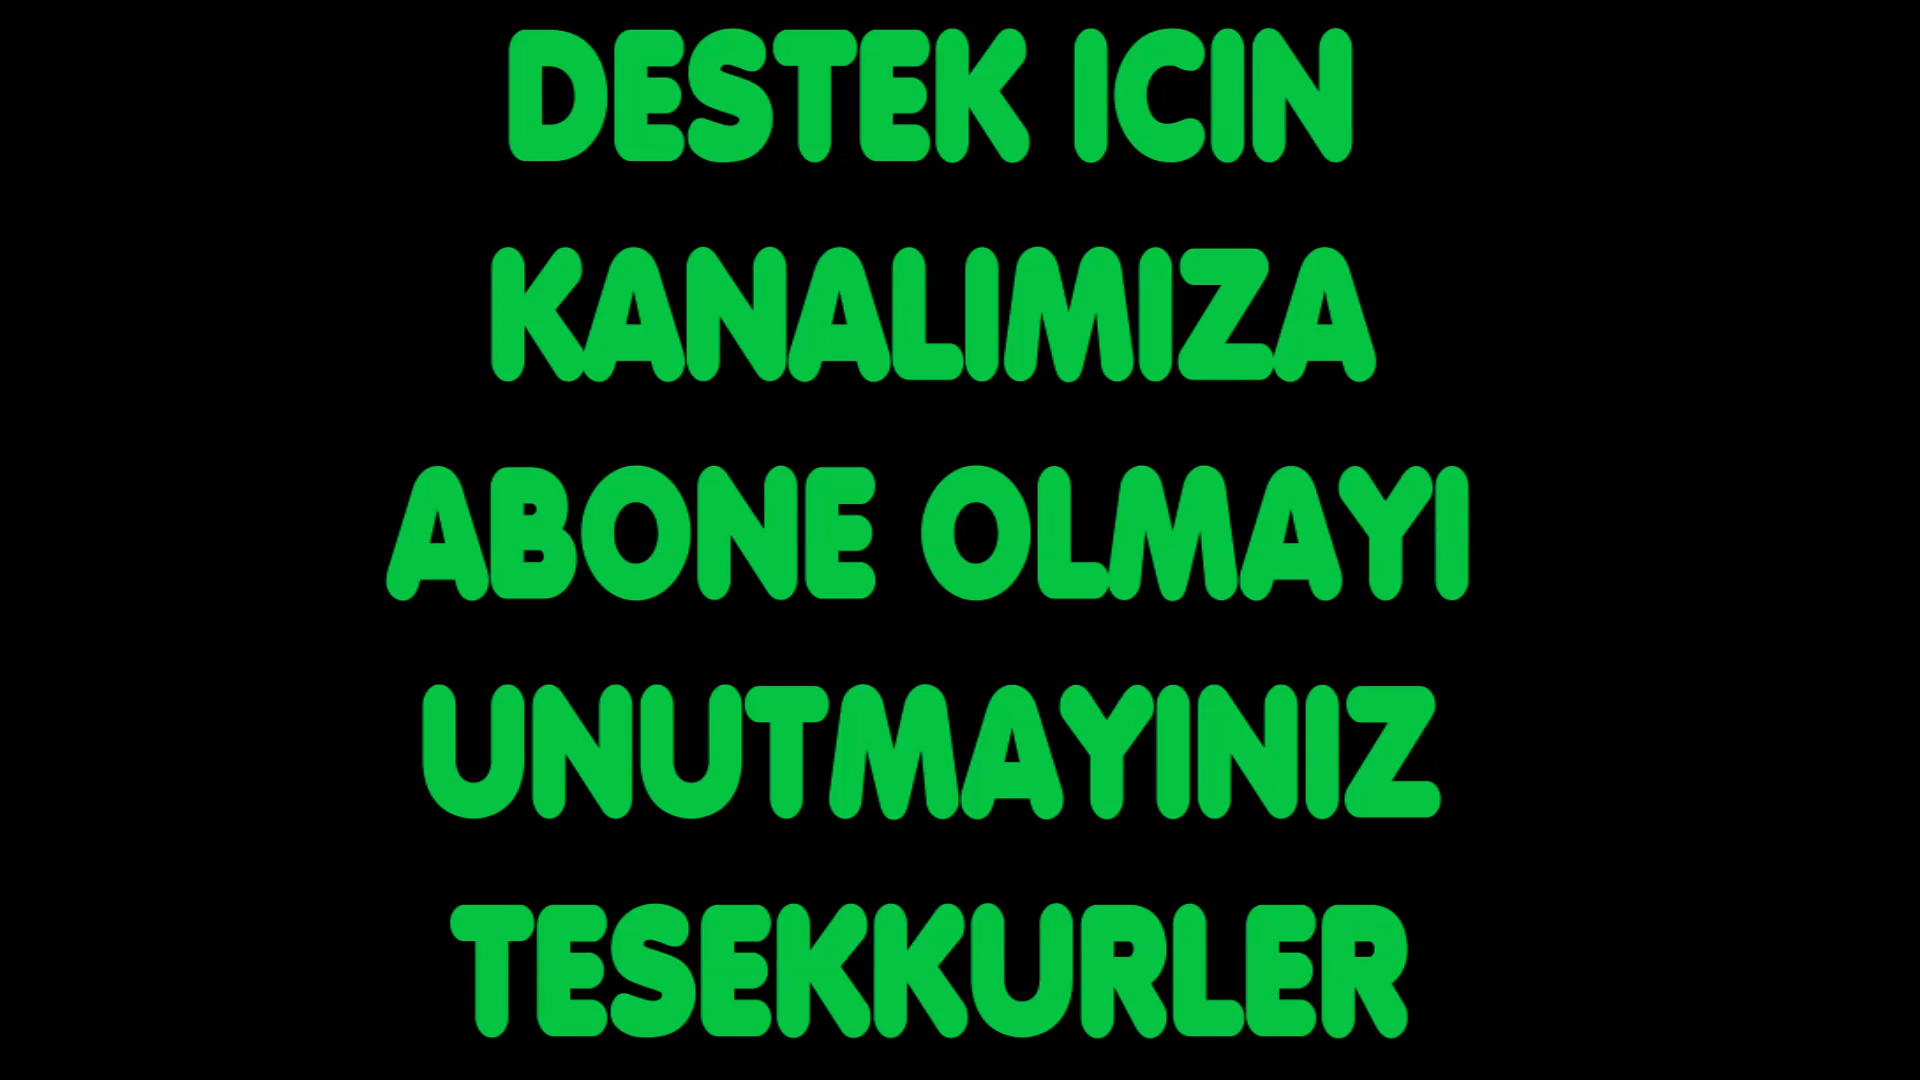 DESTEK ICIN
KANALIMIZA
ABONE OLMAYI
UNUTMAYINIZ
TESEKKURLER